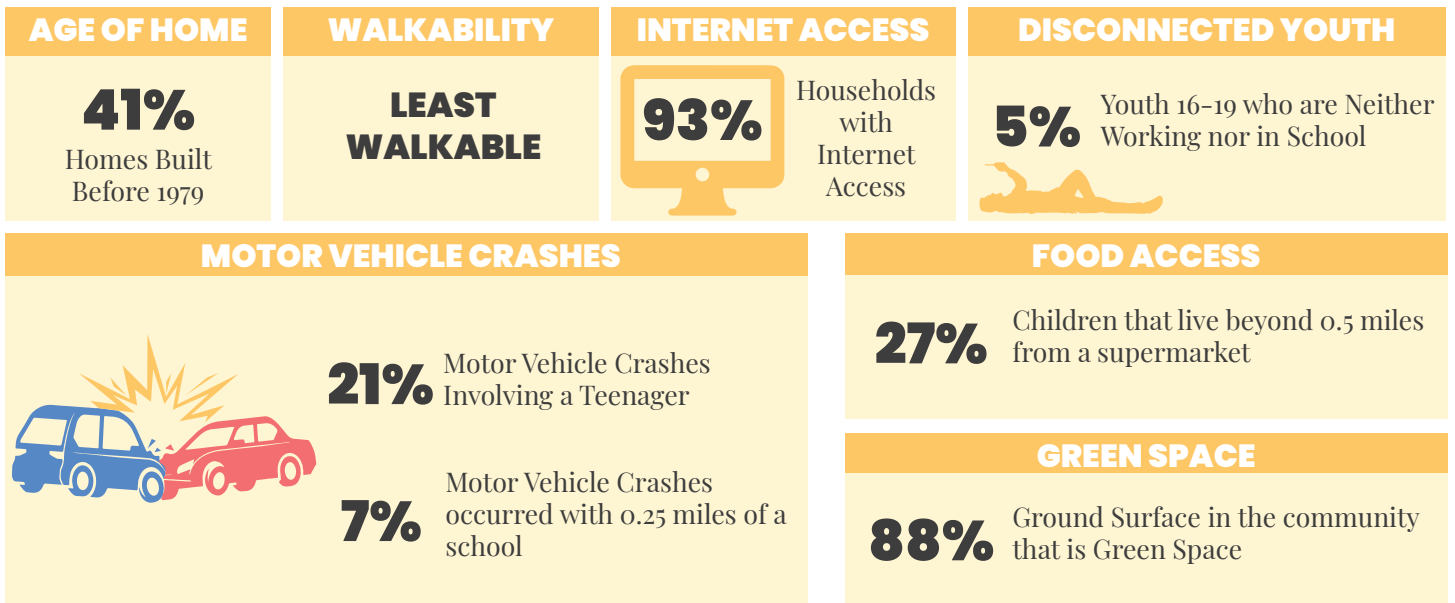 AGE OF HOME
41%
Homes Built
Before 1979
WALKABILITY
LEAST
WALKABLE
INTERNET ACCESS
93%
Households
with
Internet
Access
DISCONNECTED YOUTH
5%
Youth 16-19 who are Neither
Working nor in School
MOTOR VEHICLE CRASHES
21%
Motor Vehicle Crashes
Involving a Teenager
7%
Motor Vehicle Crashes
occurred with 0.25 miles of a
school
FOOD ACCESS
27%
Children that live beyond 0.5 miles
from a supermarket
GREEN SPACE
88%
Ground Surface in the community
that is Green Space